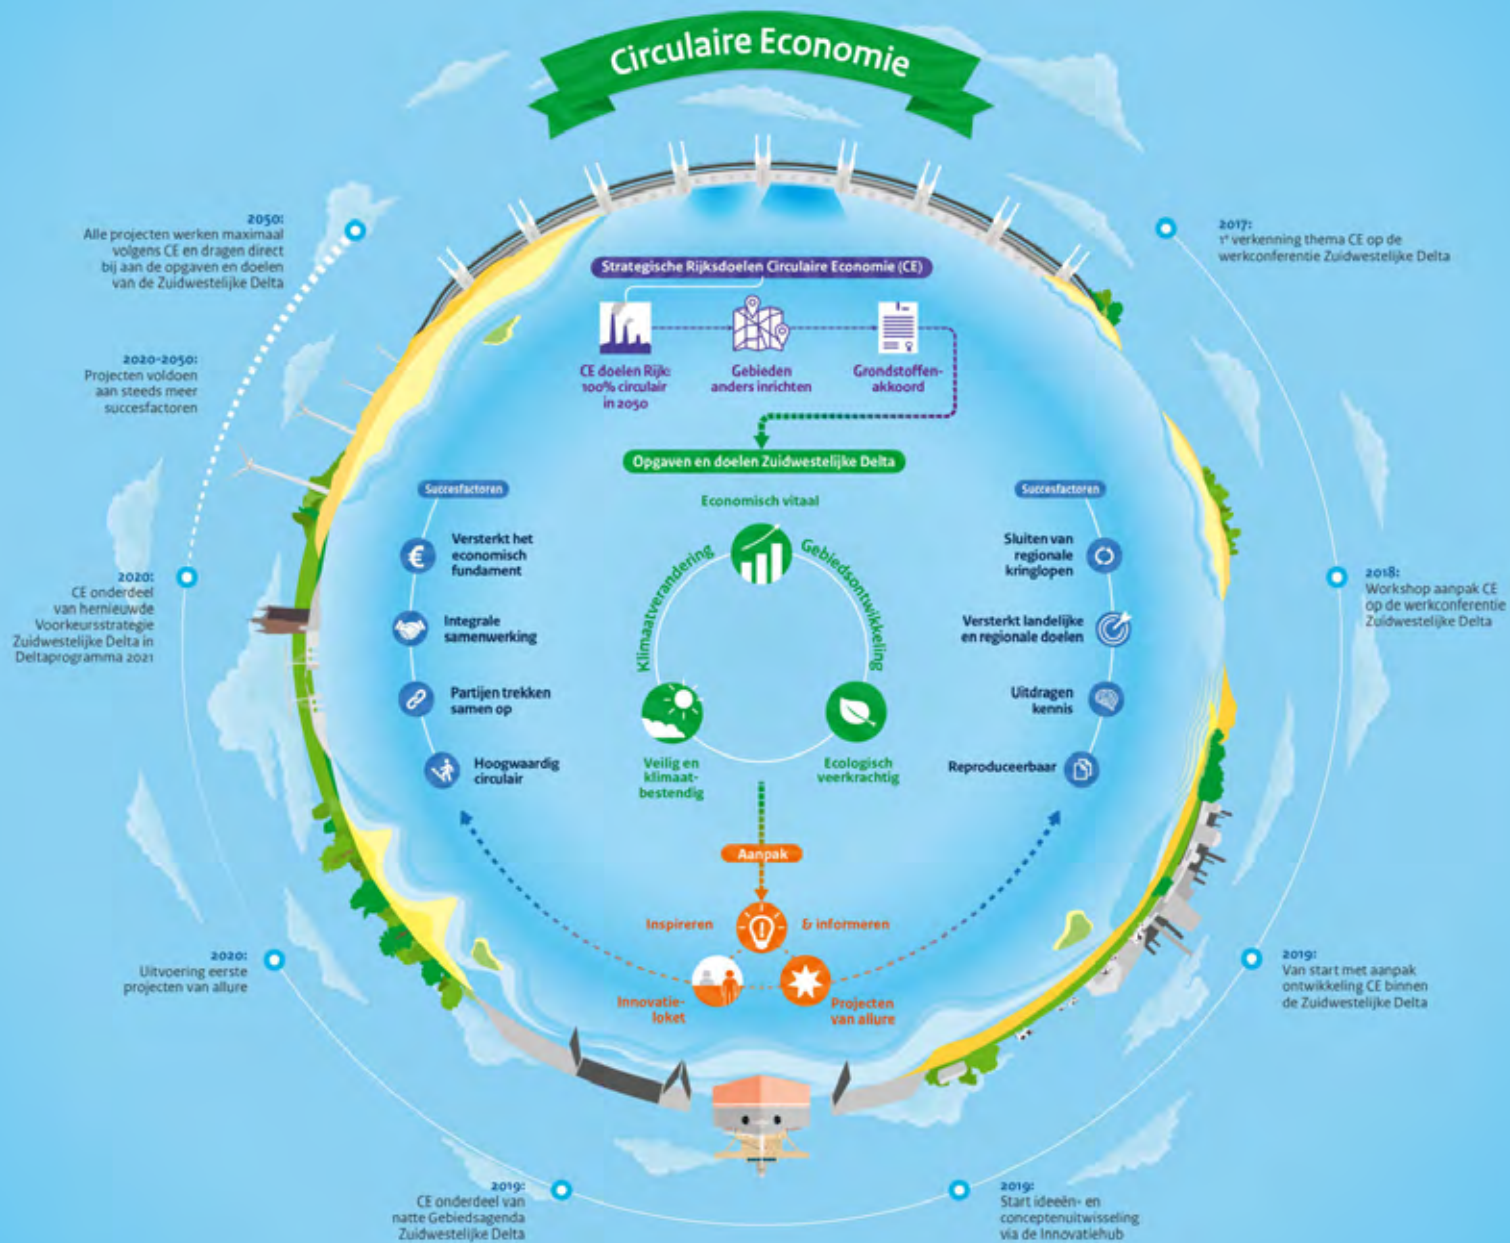 Circulaire Economie
2050:
Alle projecten werken maximaal
volgens CE en dragen direct
bij aan de opgaven en doelen
van de Zuidwestelijke Delta
2020-2050:
Projecten voldoen
aan steeds meer
succesfactoren
2020:
CE onderdeel
van hernieuwde
Voorkeursstrategie
Zuidwestelijke Delta in
Deltaprogramma 2021
2020:
Uitvoering eerste
projecten van allure
2019:
CE onderdeel van
natte Gebiedsagenda
Zuidwestelijke Delta
2017:
1e verkenning thema CE op de
werkconferentie Zuidwestelijke Delta
2018:
Workshop aanpak CE
op de werkconferentie
Zuidwestelijke Delta
2019:
Van start met aanpak
ontwikkeling CE binnen
de Zuidwestelijke Delta
2019:
Start ideeën- en
conceptenuitwisseling
via de Innovatiehub
Strategische Rijksdoelen Circulaire Economie (CE)
CE doelen Rijk:
100% circulair
in 2050
Gebieden
anders inrichten
Grondstoffen-
akkoord
Opgaven en doelen Zuidwestelijke Delta
Economisch vitaal
Klimaatverandering
Gebiedsontwikkeling
Veilig en
klimaat-
bestendig
Ecologisch
veerkrachtig
Succesfactoren
Versterkt het
economisch
fundament
Integrale
samenwerking
Partijen trekken
samen op
Hoogwaardig
circulair
Succesfactoren
Sluiten van
regionale
kringlopen
Versterkt landelijke
en regionale doelen
Uitdragen
kennis
Reproduceerbaar
Aanpak
Inspireren & informeren
Innovatie-
loket
Projecten
van allure